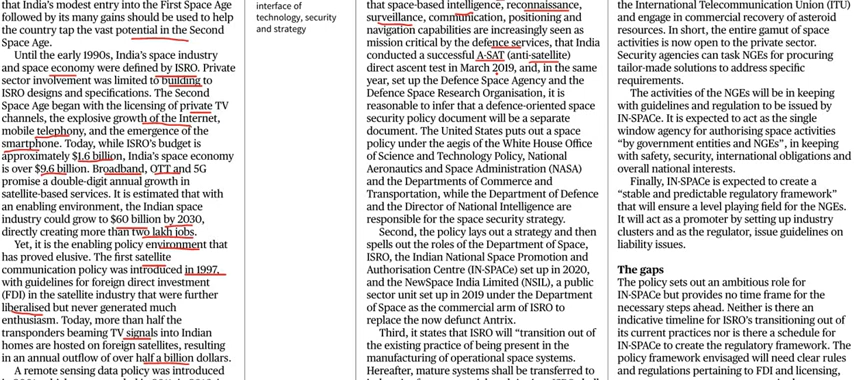 that India's modest entry into the First Space Age
followed by its many gains should be used to help
the country tap the vast potential in the Second
Space Age.
Until the early 1990s, India's space industry
and space economy were defined by ISRO. Private
sector involvement was limited to building to
ISRO designs and specifications. The Second
Space Age began with the licensing of private TV
channels, the explosive growth of the Internet,
mobile telephony, and the emergence of the
smartphone. Today, while ISRO's budget is
approximately $1.6 billion, India's space economy
is over $9.6 billion. Broadband, OTT and 5G
promise a double-digit annual growth in
satellite-based services. It is estimated that with
an enabling environment, the Indian space
industry could grow to $60 billion by 2030,
directly creating more than two lakh jobs.
Yet, it is the enabling policy environment that
has proved elusive. The first satellite
communication policy was introduced in 1997,
with guidelines for foreign direct investment
(FDI) in the satellite industry that were further
liberalised but never generated much
enthusiasm. Today, more than half the
transponders beaming TV signals into Indian
homes are hosted on foreign satellites, resulting
in an annual outflow of over half a billion dollars.
A remote sensing data policy was introduced
interface of
technology, security
and strategy
that space-based intelligence, reconnaissance,
surveillance, communication, positioning and
navigation capabilities are increasingly seen as
mission critical by the defence services, that India
conducted a successful A-SAT (anti-satellite)
direct ascent test in March 2019, and, in the same
year, set up the Defence Space Agency and the
Defence Space Research Organisation, it is
reasonable to infer that a defence-oriented space
security policy document will be a separate
document. The United States puts out a space
policy under the aegis of the White House Office
of Science and Technology Policy, National
Aeronautics and Space Administration (NASA)
and the Departments of Commerce and
Transportation, while the Department of Defence
and the Director of National Intelligence are
responsible for the space security strategy.
Second, the policy lays out a strategy and then
spells out the roles of the Department of Space,
ISRO, the Indian National Space Promotion and
Authorisation Centre (IN-SPACe) set up in 2020,
and the NewSpace India Limited (NSIL), a public
sector unit set up in 2019 under the Department
of Space as the commercial arm of ISRO to
replace the now defunct Antrix.
Third, it states that ISRO will "transition out of
the existing practice of being present in the
manufacturing of operational space systems.
Hereafter, mature systems shall be transferred to
the International Telecommunication Union (ITU)
and engage in commercial recovery of asteroid
resources. In short, the entire gamut of space
activities is now open to the private sector.
Security agencies can task NGEs for procuring
tailor-made solutions to address specific
requirements.
The activities of the NGEs will be in keeping
with guidelines and regulation to be issued by
IN-SPACe. It is expected to act as the single
window agency for authorising space activities
"by government entities and NGEs", in keeping
with safety, security, international obligations and
overall national interests.
Finally, IN-SPACe is expected to create a
"stable and predictable regulatory framework"
that will ensure a level playing field for the NGEs.
It will act as a promoter by setting up industry
clusters and as the regulator, issue guidelines on
liability issues.
The gaps
The policy sets out an ambitious role for
IN-SPACe but provides no time frame for the
necessary steps ahead. Neither is there an
indicative timeline for ISRO's transitioning out of
its current practices nor is there a schedule for
IN-SPACe to create the regulatory framework. The
policy framework envisaged will need clear rules
and regulations pertaining to FDI and licensing,